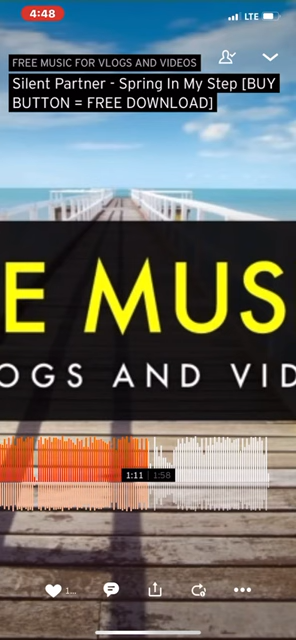 4:48
LTE
FREE MUSIC FOR VLOGS AND VIDEOS
Silent Partner - Spring In My Step [BUY
BUTTON = FREE DOWNLOAD]
E MUS
OGS AND VID
1:11 | 1:58
1...